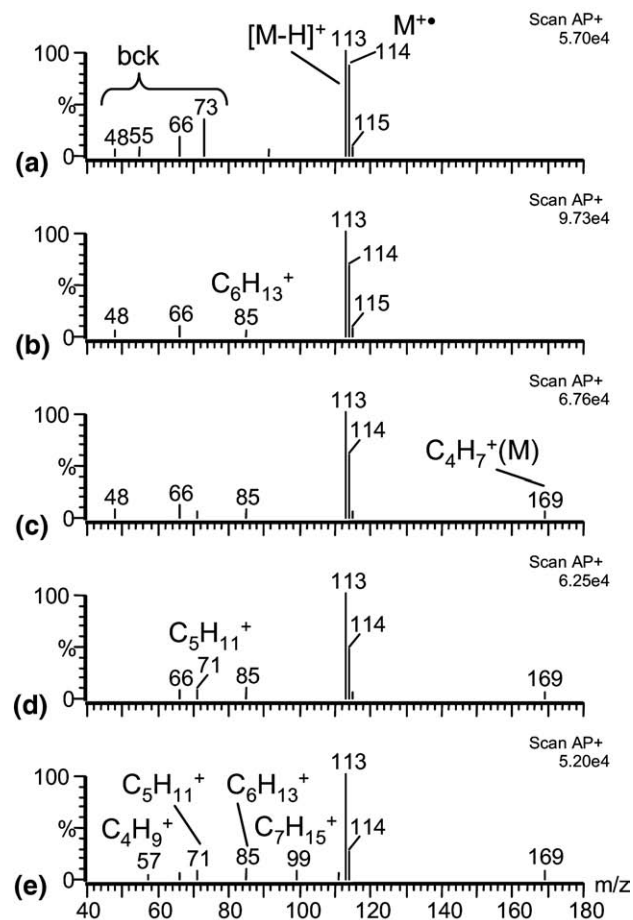 [M-H]⁺ 113 M⁺• Scan AP+
5.70e4
100 bck 114
%
4855 66 73 115
(a) 0
113 Scan AP+
9.73e4
100 114
%
C₆H₁₃⁺
48 66 85 115
(b) 0
113 Scan AP+
6.76e4
100 114
%
C₄H₇⁺(M)
48 66 85 169
(c) 0
113 Scan AP+
6.25e4
100
C₅H₁₁⁺ 114
%
66 71 85 169
(d) 0
113 Scan AP+
5.20e4
100
C₅H₁₁⁺ C₆H₁₃⁺
% C₄H₉⁺ C₇H₁₅⁺ 114
57 71 85 99 169
(e) 0 m/z
40 60 80 100 120 140 160 180